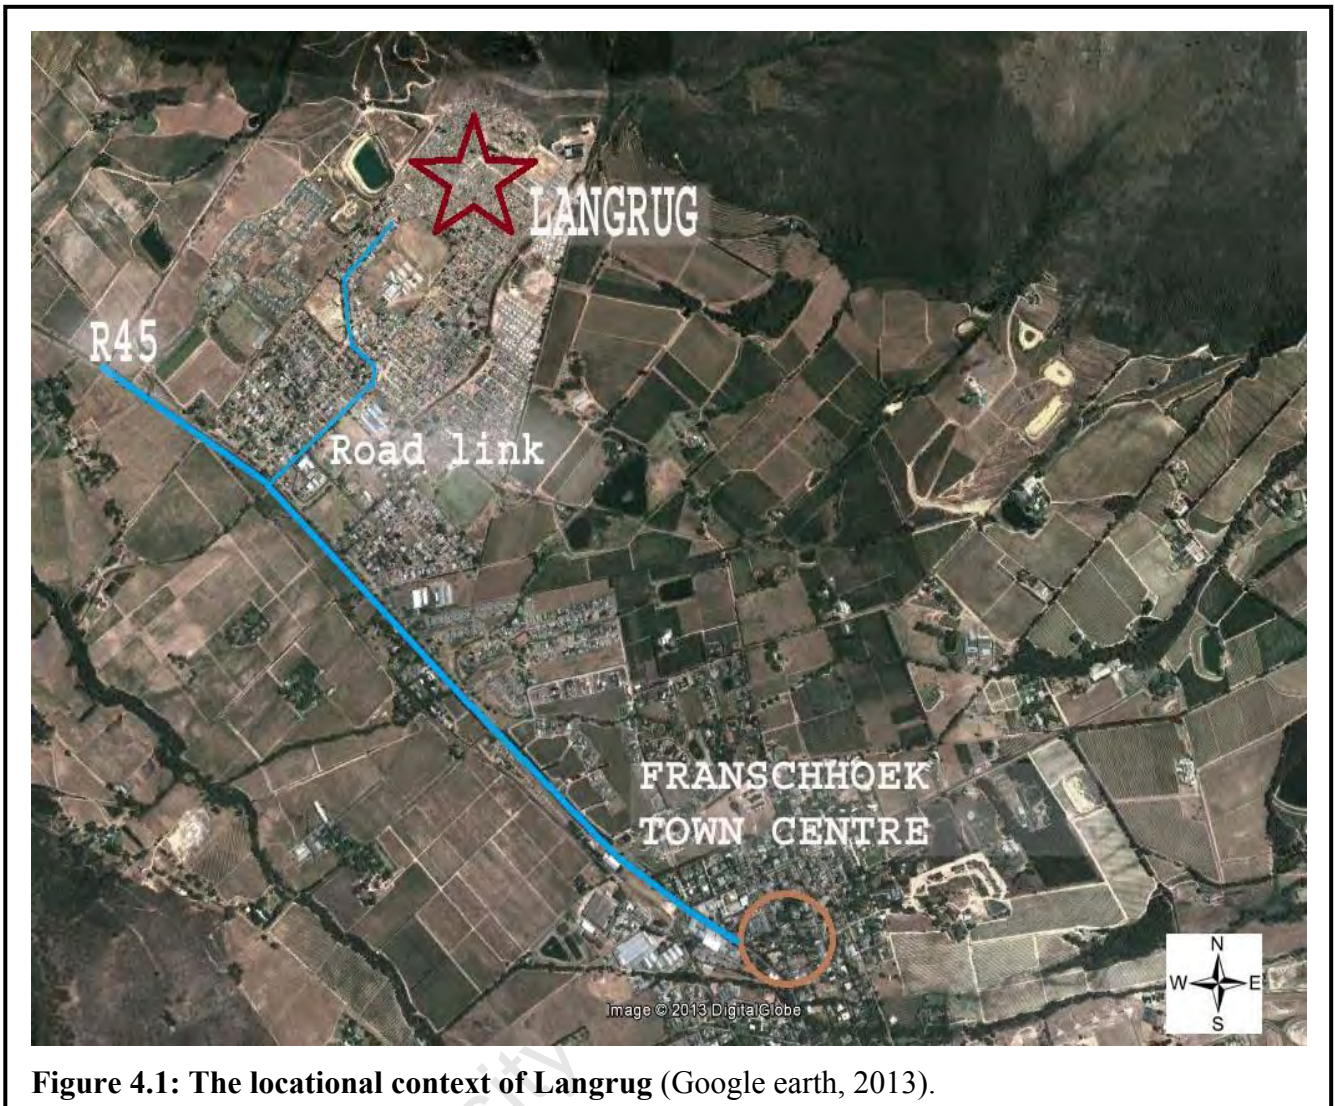 LANGRUG
R45
Road link
FRANSCHHOEK
TOWN CENTRE
N
W E
S
Image © 2013 DigitalGlobe
Figure 4.1: The locational context of Langrug (Google earth, 2013).